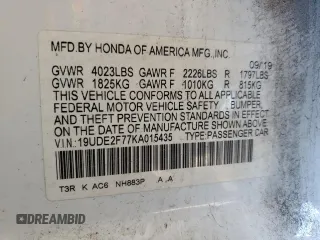 MFD.BY HONDA OF AMERICA MFG.,INC.
09/19
GVWR 4023LBS GAWR F 2226LBS R 1797LBS
GVWR 1825KG GAWR F 1010KG R 815KG
THIS VEHICLE CONFORMS TO ALL APPLICABLE
FEDERAL MOTOR VEHICLE SAFETY, BUMPER,
AND THEFT PREVENTION STANDARDS IN EFFECT
ON THE DATE OF MANUFACTURE SHOWN ABOVE.
VIN:19UDE2F77KA015435 TYPE:PASSENGER CAR
T3R K AC6 NH883P A .A
DREAMBID